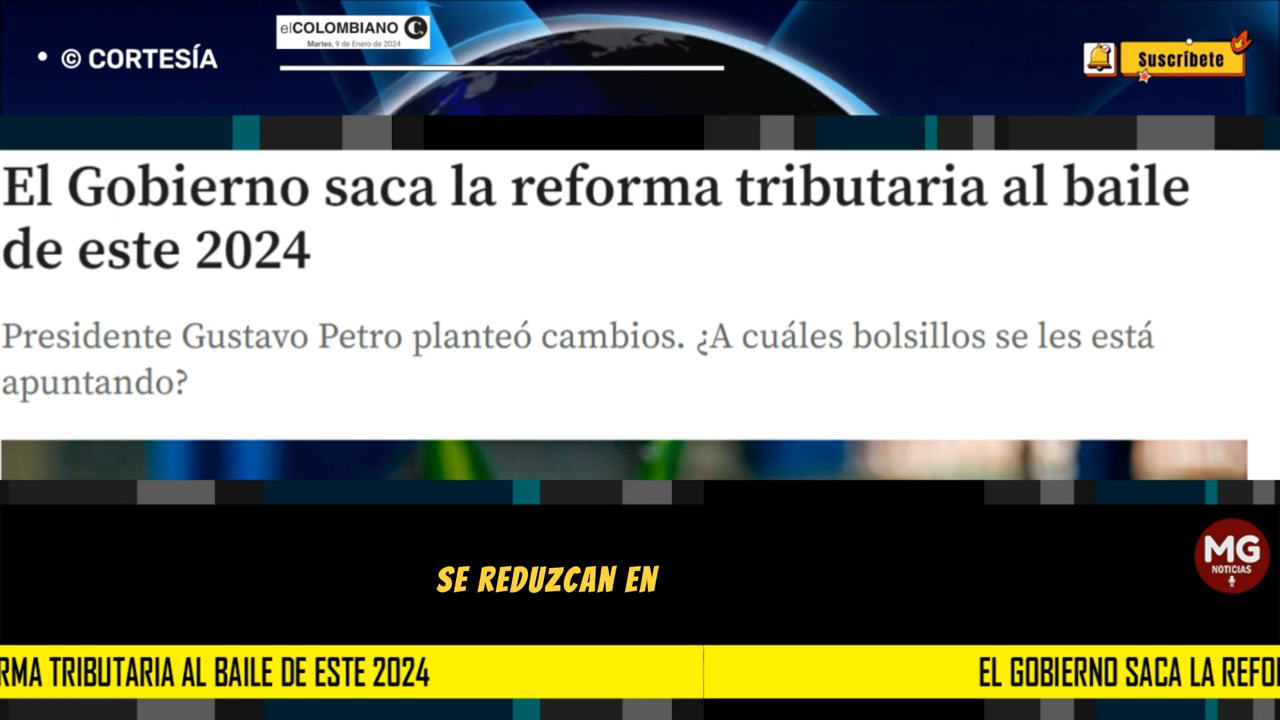 • © CORTESÍA
elCOLOMBIANO
Martes, 9 de Enero de 2024
Suscríbete
El Gobierno saca la reforma tributaria al baile
de este 2024
Presidente Gustavo Petro planteó cambios. ¿A cuáles bolsillos se les está
apuntando?
SE REDUZCAN EN
MG
NOTICIAS
RMA TRIBUTARIA AL BAILE DE ESTE 2024
EL GOBIERNO SACA LA REFO